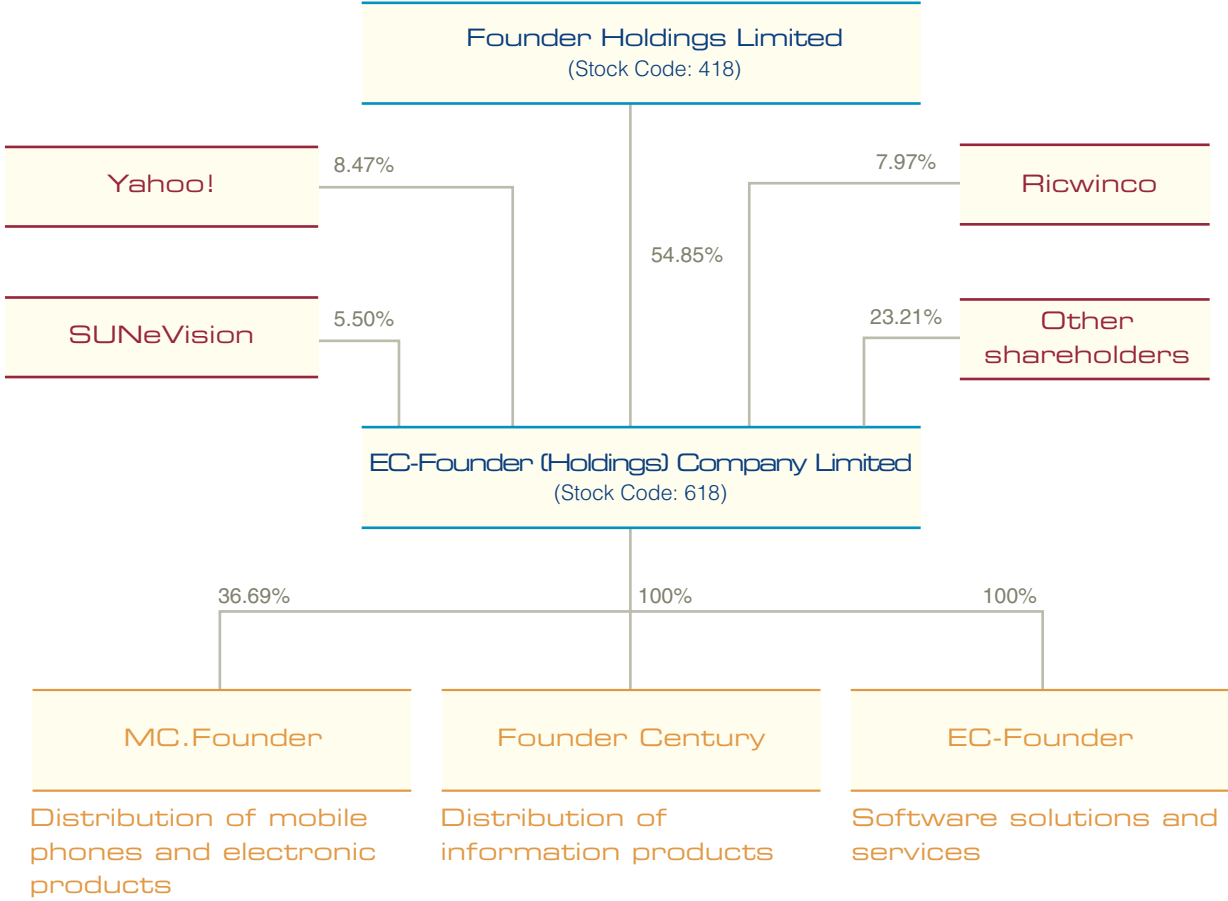 Founder Holdings Limited
(Stock Code: 418)
Yahoo!
8.47%
7.97%
Ricwinco
54.85%
SUNeVision
5.50%
23.21%
Other
shareholders
EC-Founder (Holdings) Company Limited
(Stock Code: 618)
36.69%
100%
100%
MC.Founder
Founder Century
EC-Founder
Distribution of mobile
phones and electronic
products
Distribution of
information products
Software solutions and
services